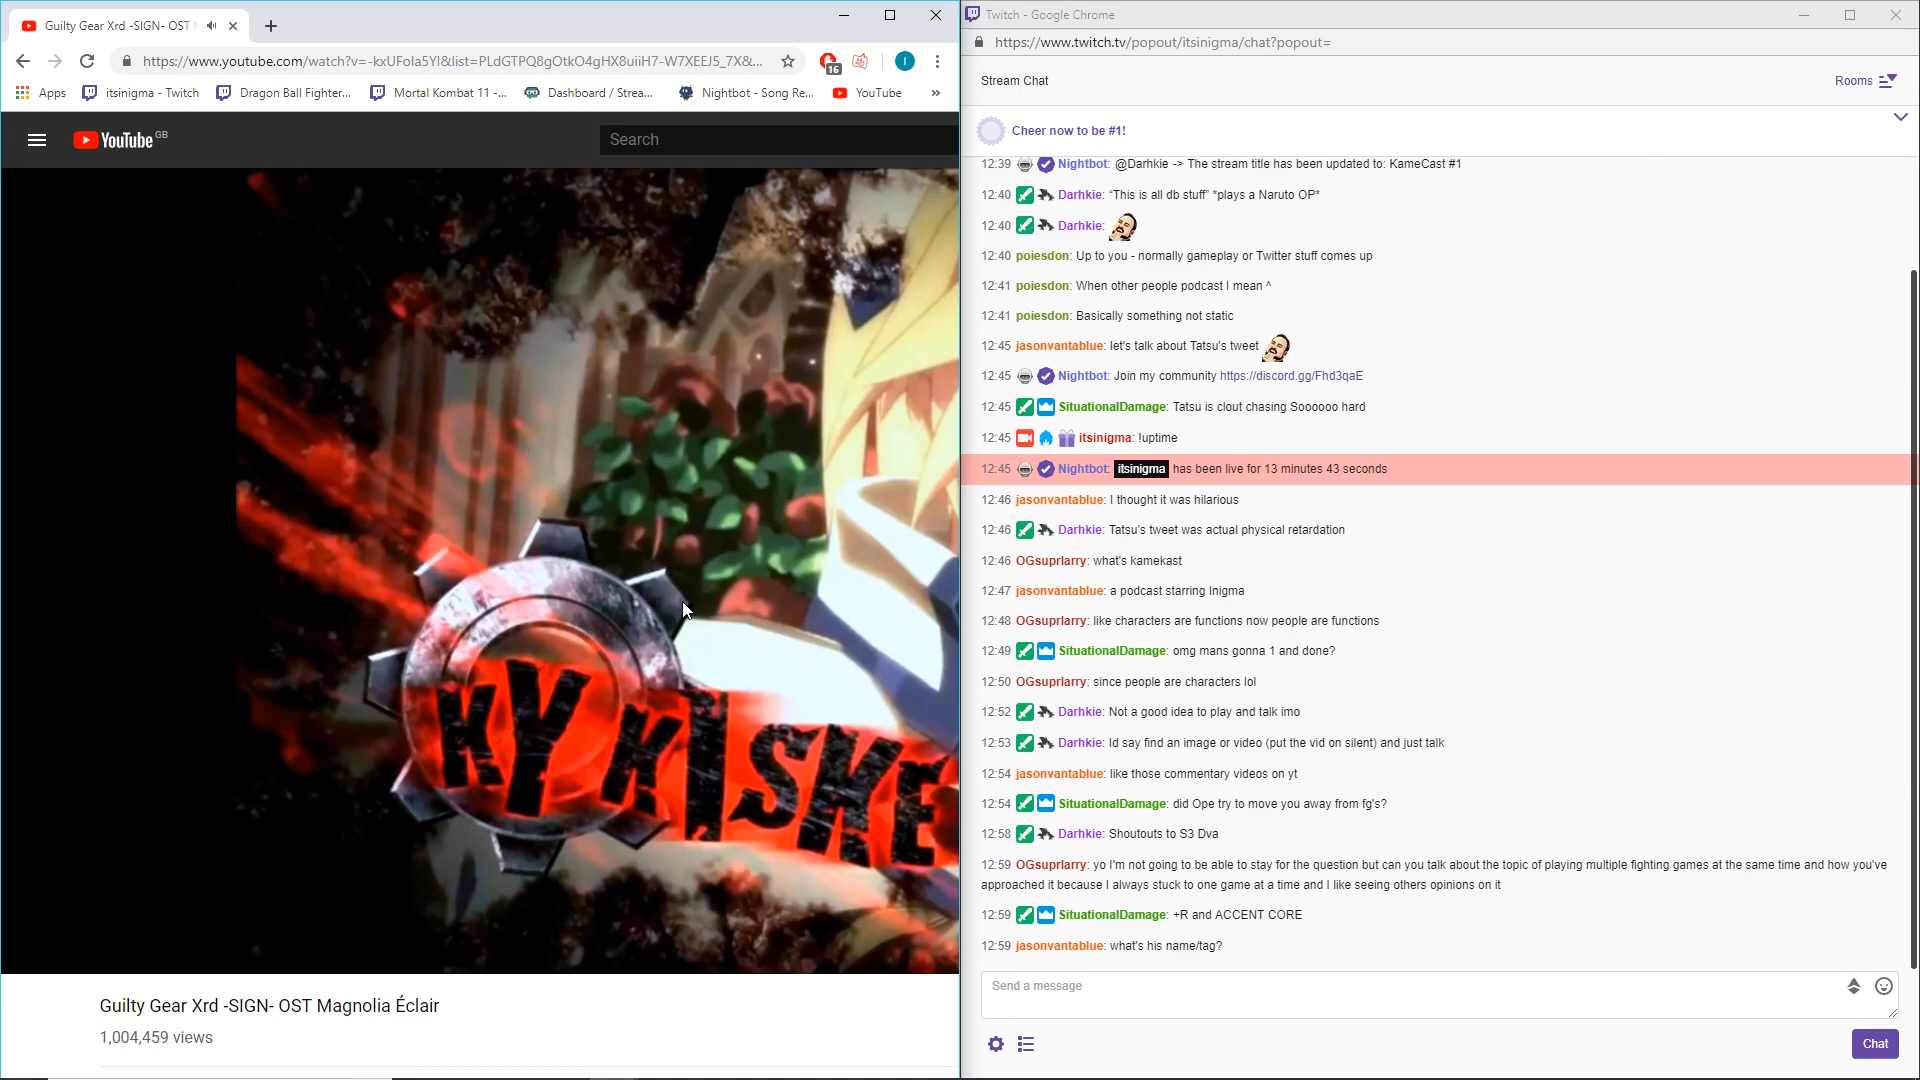 Guilty Gear Xrd -SIGN- OST
https://www.youtube.com/watch?v=-kxUFola5YI&list=PLdGTPQ8gOtkO4gHX8uiiH7-W7XEEJ5_7X&...
16
I
Apps
itsinigma - Twitch
Dragon Ball Fighter...
Mortal Kombat 11 -...
Dashboard / Strea...
Nightbot - Song Re...
YouTube
»
YouTube GB
Search
KY KISKE
Guilty Gear Xrd -SIGN- OST Magnolia Éclair
1,004,459 views
Twitch - Google Chrome
https://www.twitch.tv/popout/itsinigma/chat?popout=
Stream Chat
Rooms
Cheer now to be #1!
12:39 Nightbot: @Darhkie -> The stream title has been updated to: KameCast #1
12:40 Darhkie: “This is all db stuff” *plays a Naruto OP*
12:40 Darhkie:
12:40 poiesdon: Up to you - normally gameplay or Twitter stuff comes up
12:41 poiesdon: When other people podcast I mean ^
12:41 poiesdon: Basically something not static
12:45 jasonvantablue: let's talk about Tatsu's tweet
12:45 Nightbot: Join my community https://discord.gg/Fhd3qaE
12:45 SituationalDamage: Tatsu is clout chasing Soooooo hard
12:45 itsinigma: !uptime
12:45 Nightbot: itsinigma has been live for 13 minutes 43 seconds
12:46 jasonvantablue: I thought it was hilarious
12:46 Darhkie: Tatsu's tweet was actual physical retardation
12:46 OGsuprlarry: what's kamekast
12:47 jasonvantablue: a podcast starring Inigma
12:48 OGsuprlarry: like characters are functions now people are functions
12:49 SituationalDamage: omg mans gonna 1 and done?
12:50 OGsuprlarry: since people are characters lol
12:52 Darhkie: Not a good idea to play and talk imo
12:53 Darhkie: Id say find an image or video (put the vid on silent) and just talk
12:54 jasonvantablue: like those commentary videos on yt
12:54 SituationalDamage: did Ope try to move you away from fg's?
12:58 Darhkie: Shoutouts to S3 Dva
12:59 OGsuprlarry: yo I'm not going to be able to stay for the question but can you talk about the topic of playing multiple fighting games at the same time and how you've
approached it because I always stuck to one game at a time and I like seeing others opinions on it
12:59 SituationalDamage: +R and ACCENT CORE
12:59 jasonvantablue: what's his name/tag?
Send a message
Chat